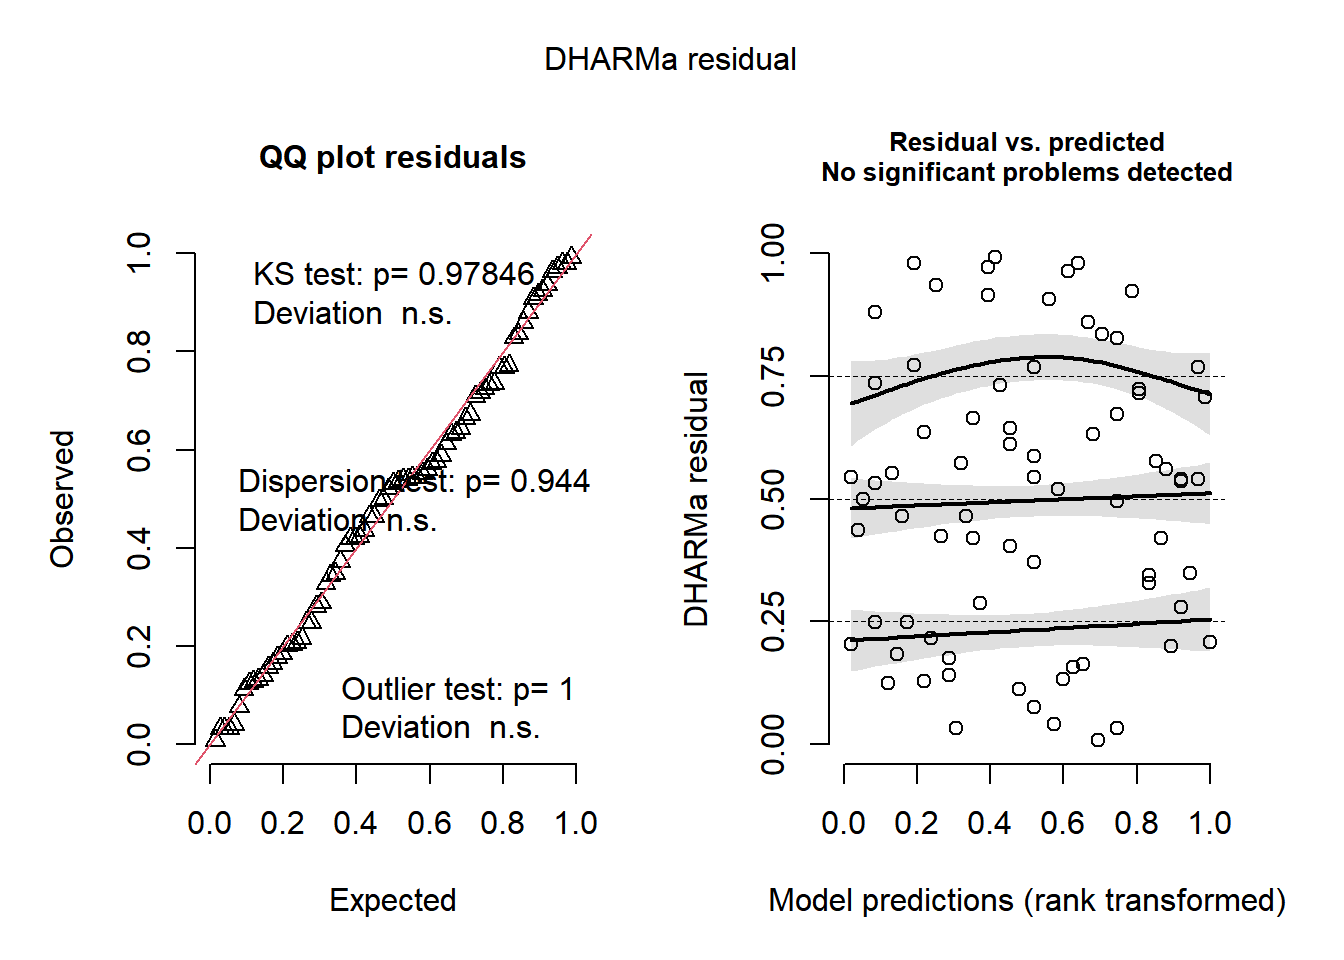 DHARMa residual
QQ plot residuals
Observed
0.0 0.2 0.4 0.6 0.8 1.0
KS test: p= 0.97846
Deviation  n.s.
Dispersion test: p= 0.944
Deviation  n.s.
Outlier test: p= 1
Deviation  n.s.
0.0 0.2 0.4 0.6 0.8 1.0
Expected
Residual vs. predicted
No significant problems detected
DHARMa residual
0.00 0.25 0.50 0.75 1.00
0.0 0.2 0.4 0.6 0.8 1.0
Model predictions (rank transformed)